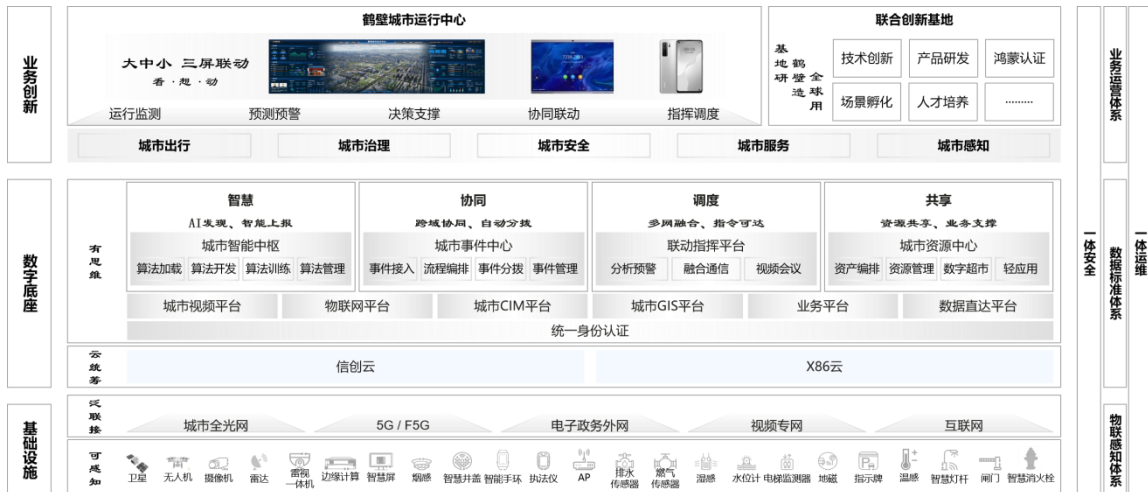 业务创新
鹤壁城市运行中心
大中小 三屏联动
看·想·动
运行监测
预测预警
决策支撑
协同联动
指挥调度
联合创新基地
基地研
鹤壁造
全球用
技术创新
产品研发
鸿蒙认证
场景孵化
人才培养
………
城市出行
城市治理
城市安全
城市服务
城市感知
数字底座
有思维
智慧
AI发现、智能上报
城市智能中枢
算法加载 算法开发 算法训练 算法管理
协同
跨域协同、自动分拨
城市事件中心
事件接入 流程编排 事件分拨 事件管理
调度
多网融合、指令可达
联动指挥平台
分析预警 融合通信 视频会议
共享
资源共享、业务支撑
城市资源中心
资产编排 资源管理 数字超市 轻应用
城市视频平台
物联网平台
城市CIM平台
城市GIS平台
业务平台
数据直达平台
统一身份认证
云统筹
信创云
X86云
基础设施
泛联接
城市全光网
5G / F5G
电子政务外网
视频专网
互联网
可感知
卫星
无人机
摄像机
雷达
雷视
一体机
边缘计算
智慧屏
烟感
智慧井盖
智能手环
执法仪
AP
排水
传感器
燃气
传感器
湿感
水位计
电梯监测器
地磁
指示牌
温感
智慧灯杆
闸门
智慧消火栓
一体安全
业务运营体系
数据标准体系
物联感知体系
一体运维